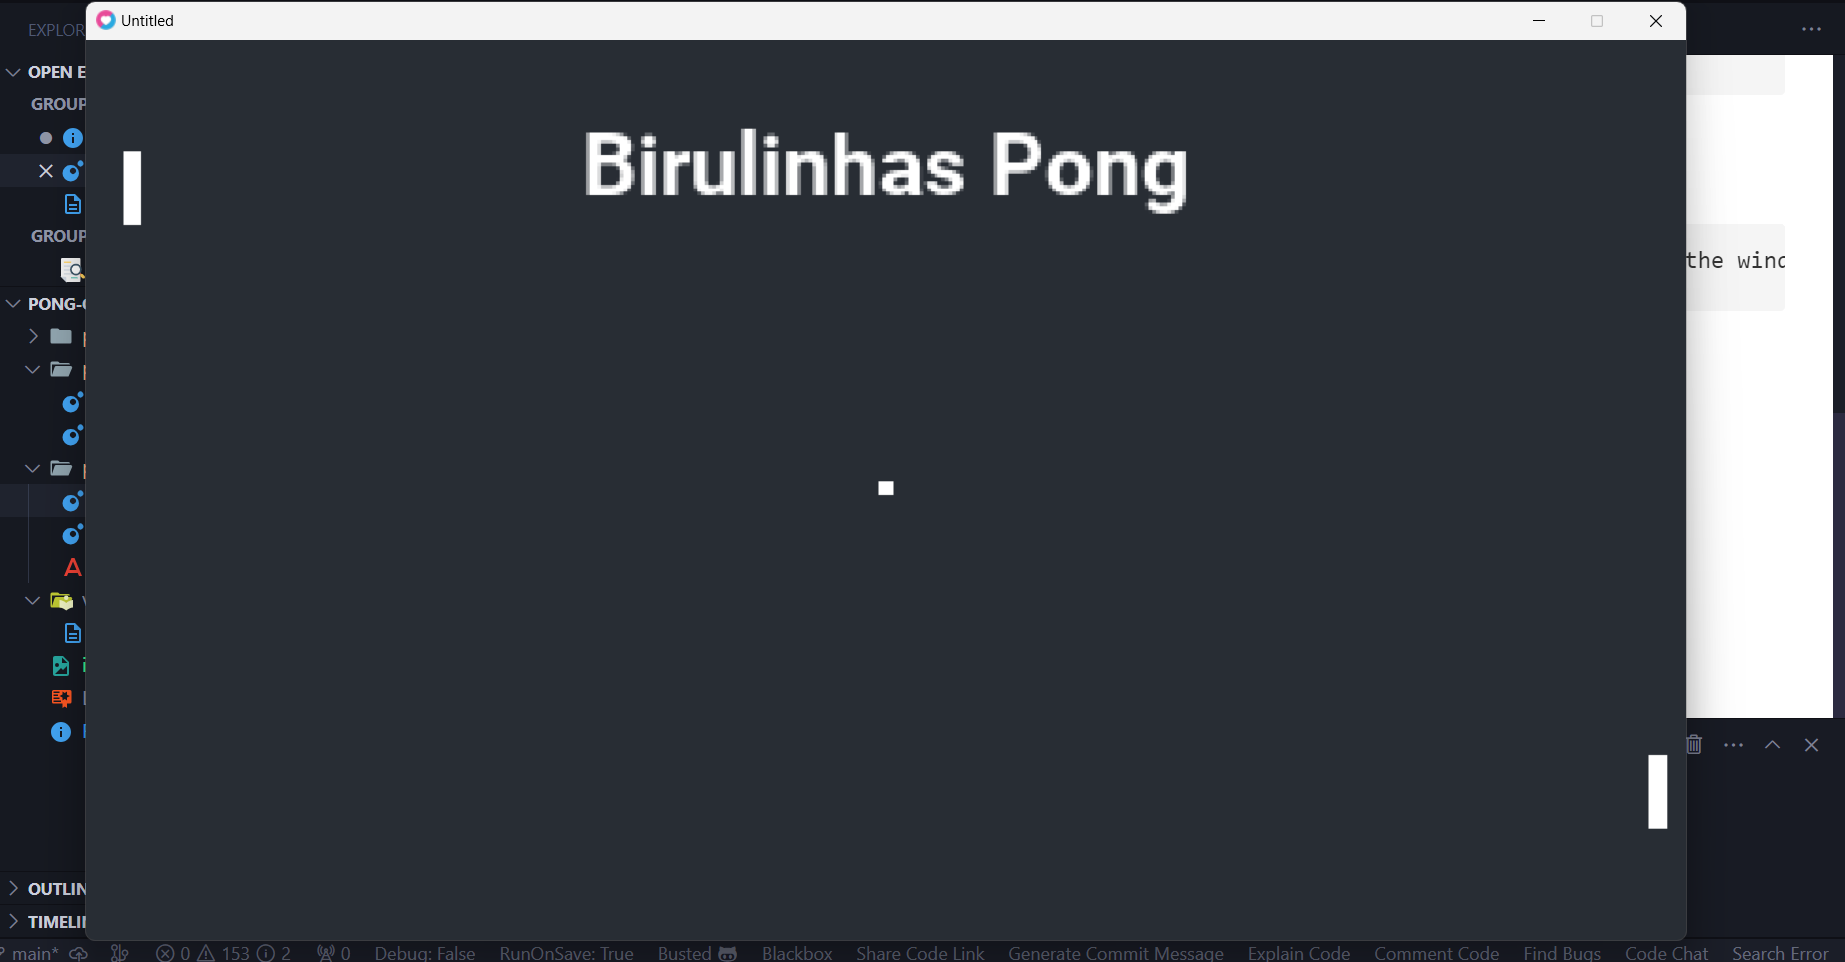 Untitled
EXPLOR
OPEN E
GROUP
GROUP
PONG-
OUTLIN
TIMELI
Birulinhas Pong
the wind
main*
0
153
2
0
Debug: False
RunOnSave: True
Busted
Blackbox
Share Code Link
Generate Commit Message
Explain Code
Comment Code
Find Bugs
Code Chat
Search Error